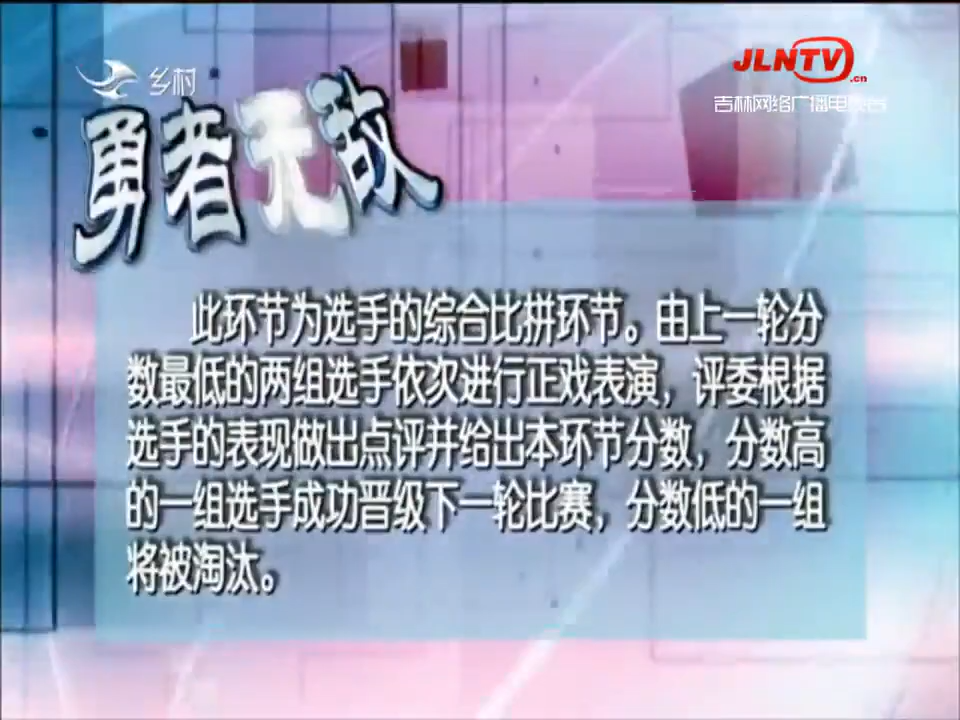 乡村
JLNTV.cn
吉林网络广播电视台
勇者无敌
此环节为选手的综合比拼环节。由上一轮分
数最低的两组选手依次进行正戏表演，评委根据
选手的表现做出点评并给出本环节分数，分数高
的一组选手成功晋级下一轮比赛，分数低的一组
将被淘汰。